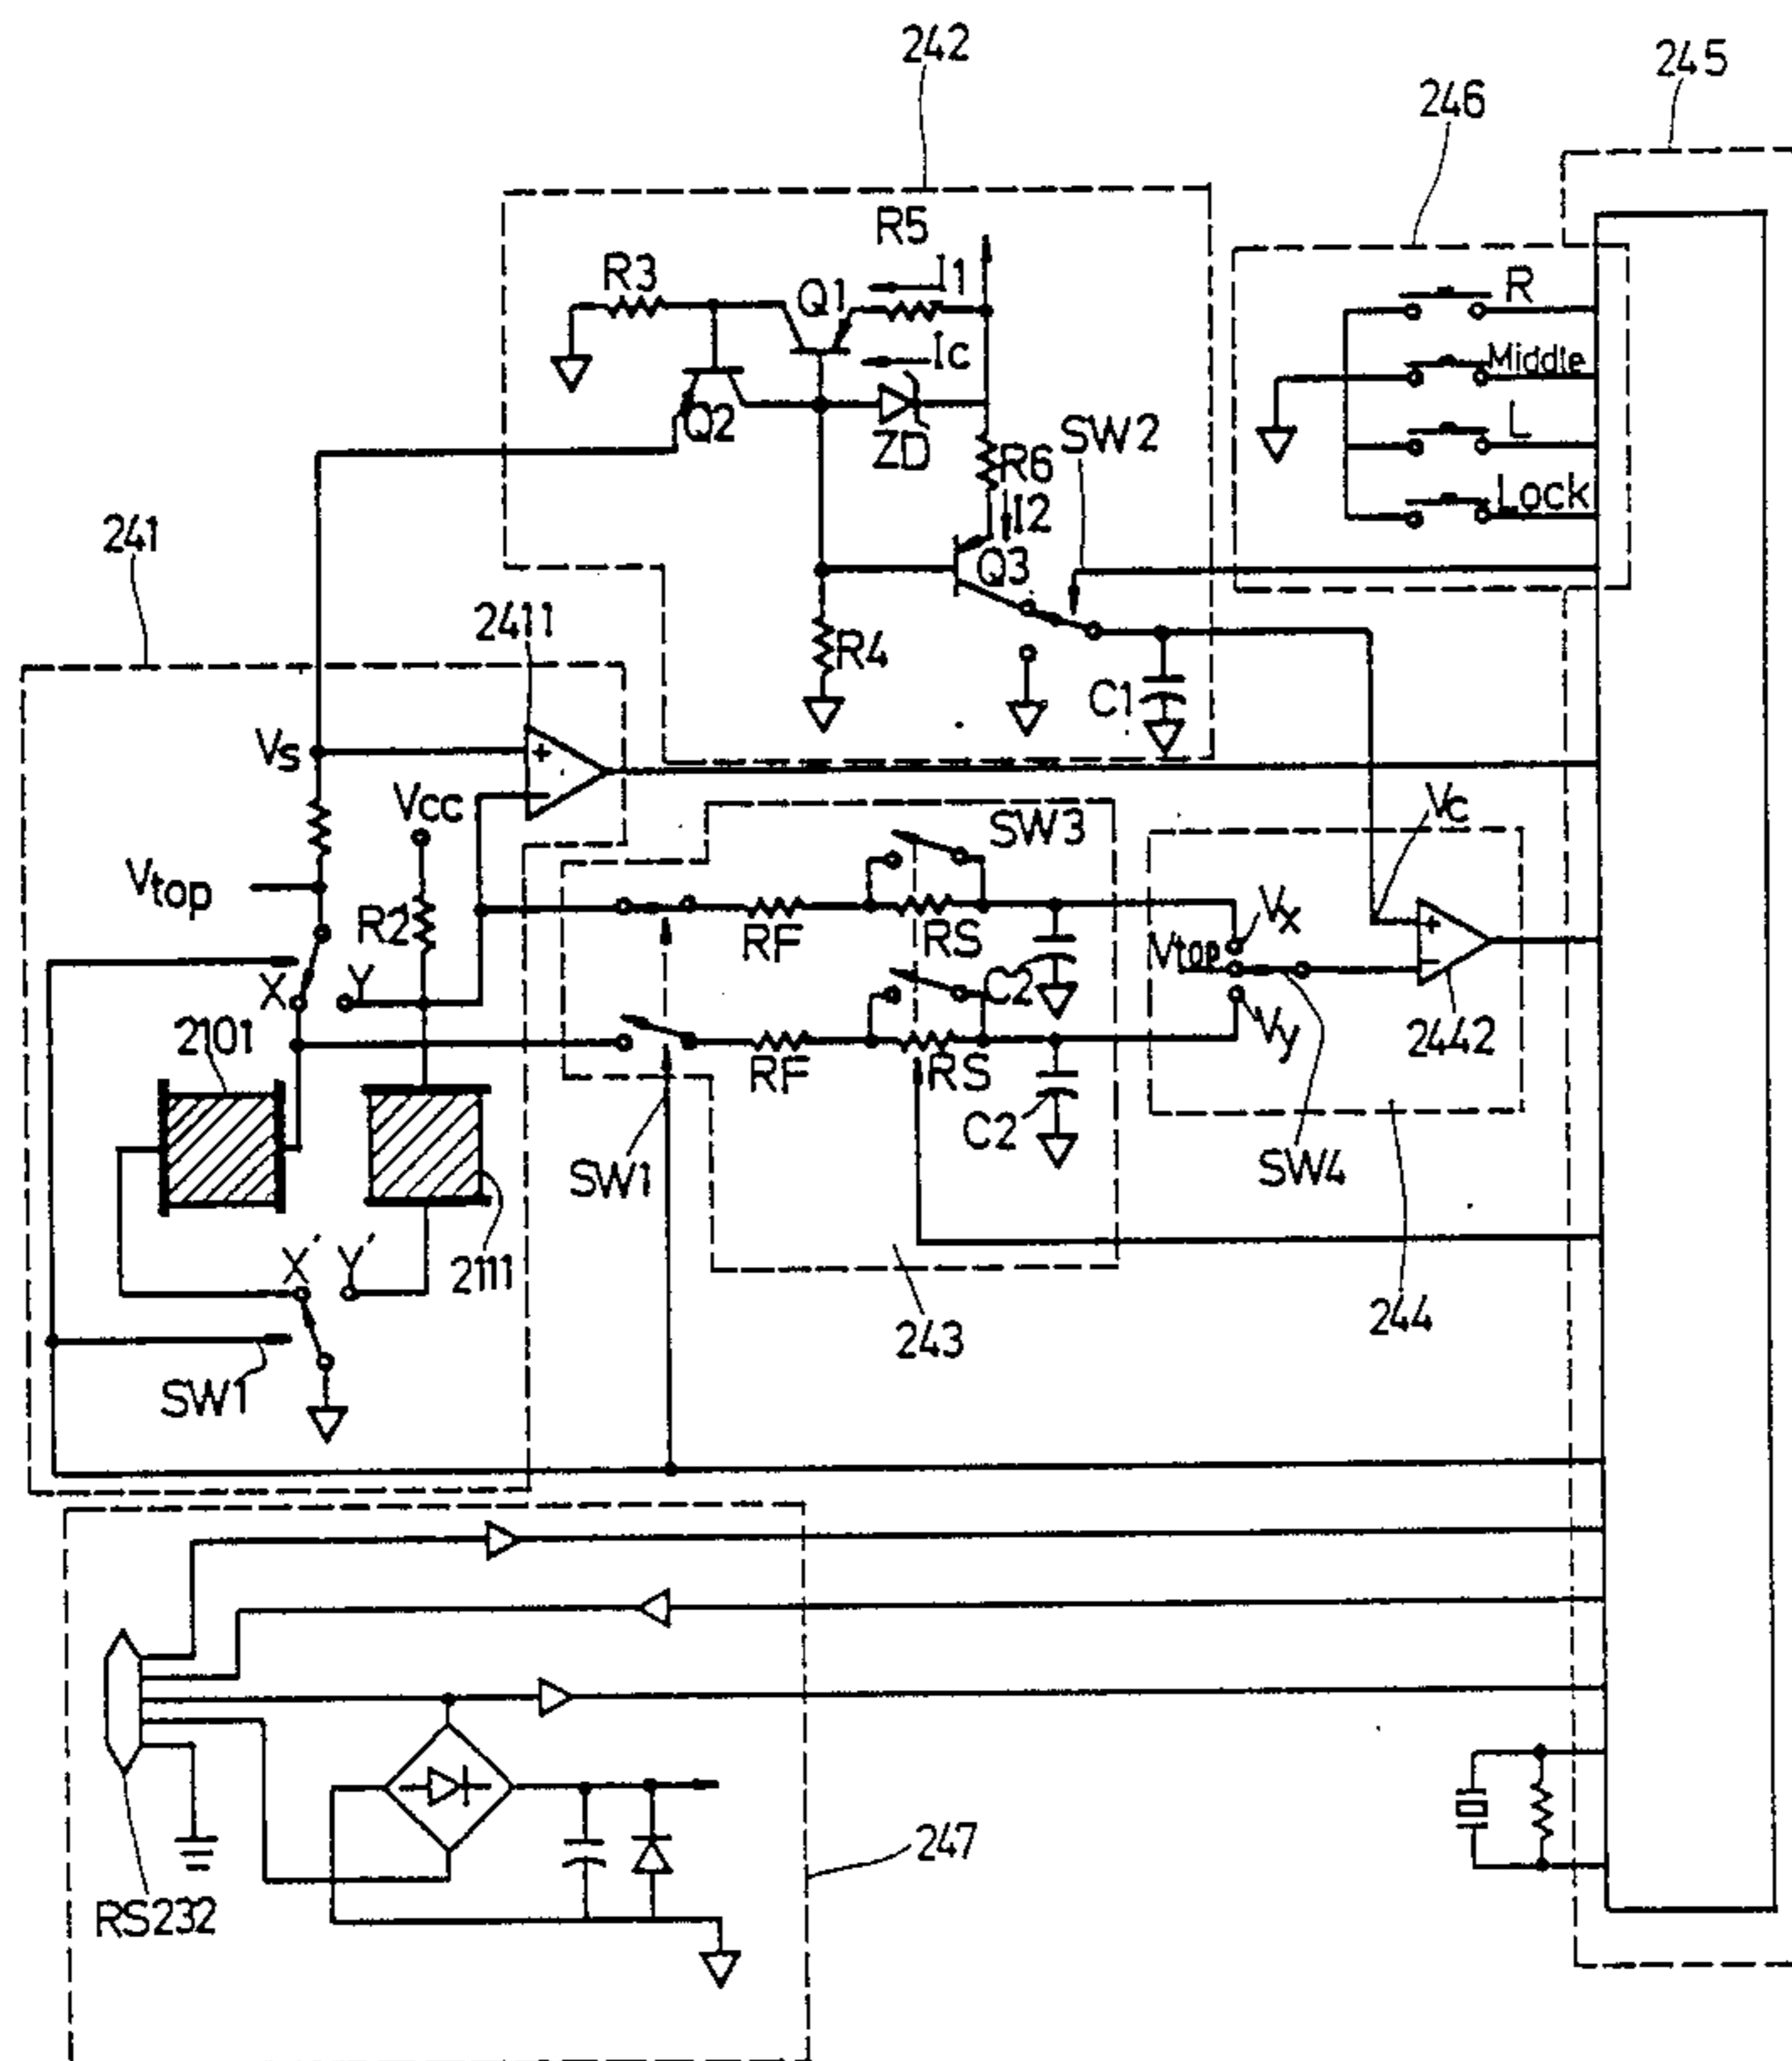 242
245
246
R5
R3
Q1
I1
R
Ic
Middle
Q2
ZD
SW2
L
R6
Lock
I2
241
Q3
2411
R4
C1
Vs
Vcc
SW3
Vc
Vtop
R2
RF
RS
Vx
X
Y
C2
Vtop
2101
RF
RS
Vy
2442
C2
SW1
SW4
X'
Y'
2111
243
244
SW1
RS232
247
+
−
+
−